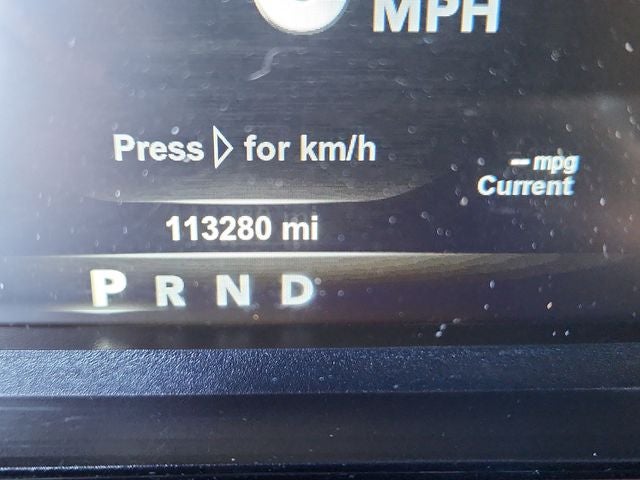 MPH
Press ▷ for km/h
-- mpg
Current
113280 mi
P R N D